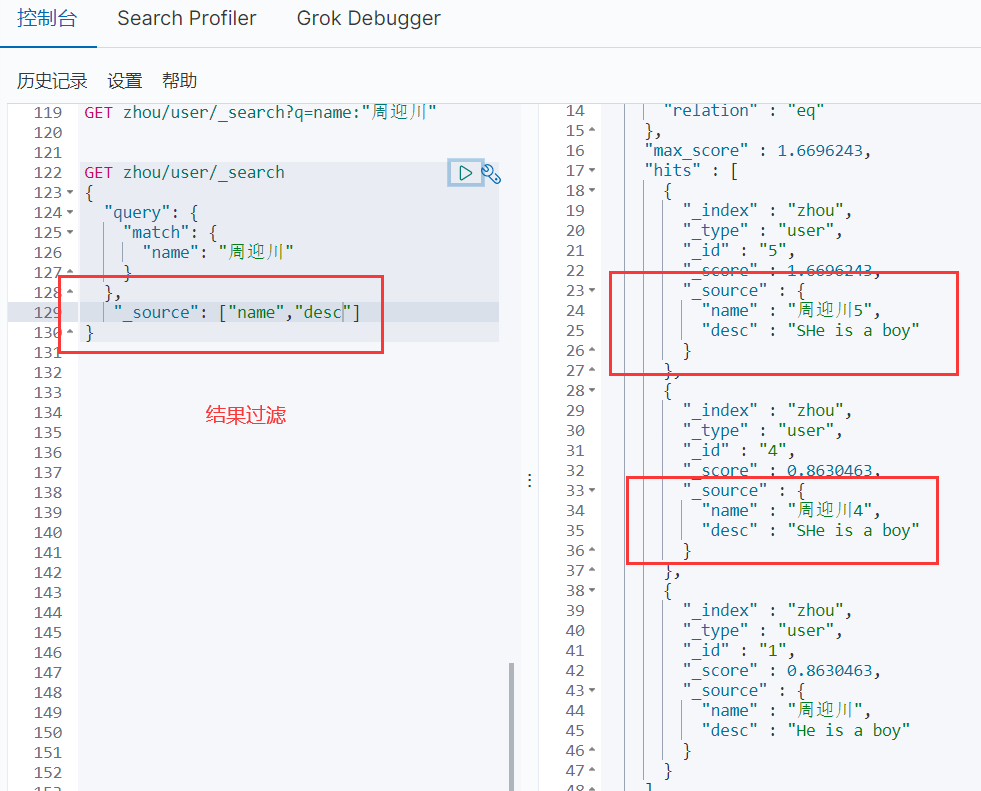 控制台 Search Profiler Grok Debugger
历史记录 设置 帮助
119 GET zhou/user/_search?q=name:"周迎川"
120
121
122 GET zhou/user/_search
123 {
124 "query": {
125 "match": {
126 "name": "周迎川"
127 }
128 },
129 "_source": ["name","desc"]
130 }
131
132
133
134
135
136
137
138
139
140
141
142
143
144
145
146
147
148
149
150
151
152
153
结果过滤
14 "relation" : "eq"
15 },
16 "max_score" : 1.6696243,
17 "hits" : [
18 {
19 "_index" : "zhou",
20 "_type" : "user",
21 "_id" : "5",
22 "_score" : 1.6696243,
23 "_source" : {
24 "name" : "周迎川5",
25 "desc" : "SHe is a boy"
26 }
27 },
28 {
29 "_index" : "zhou",
30 "_type" : "user",
31 "_id" : "4",
32 "_score" : 0.8630463,
33 "_source" : {
34 "name" : "周迎川4",
35 "desc" : "SHe is a boy"
36 }
37 },
38 {
39 "_index" : "zhou",
40 "_type" : "user",
41 "_id" : "1",
42 "_score" : 0.8630463,
43 "_source" : {
44 "name" : "周迎川",
45 "desc" : "He is a boy"
46 }
47 }
48 ]